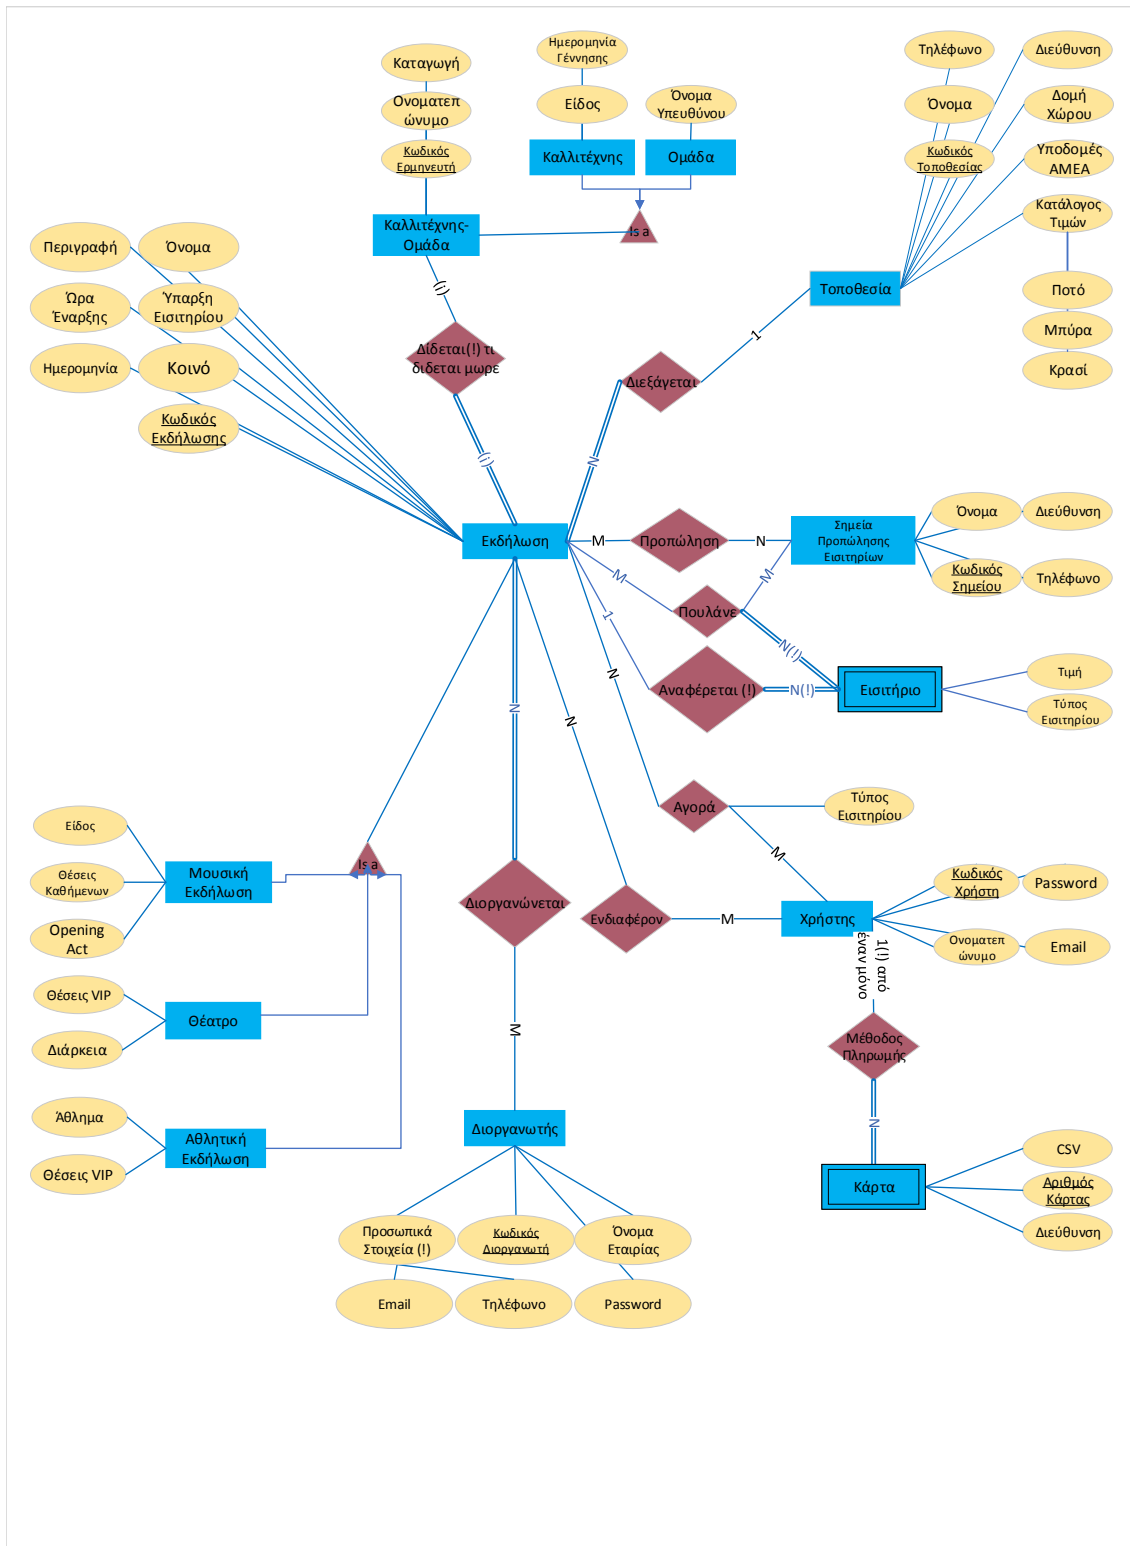 Καταγωγή
Ονοματεπ
ώνυμο
Κωδικός
Ερμηνευτή
Καλλιτέχνης-
Ομάδα
Ημερομηνία
Γέννησης
Είδος
Καλλιτέχνης
Όνομα
Υπευθύνου
Ομάδα
Is a
Τηλέφωνο
Όνομα
Κωδικός
Τοποθεσίας
Διεύθυνση
Δομή
Χώρου
Υποδομές
ΑΜΕΑ
Κατάλογος
Τιμών
Ποτό
Μπύρα
Κρασί
Τοποθεσία
1
Διεξάγεται
N
Περιγραφή
Όνομα
Ώρα
Έναρξης
Ύπαρξη
Εισιτηρίου
Ημερομηνία
Κοινό
Κωδικός
Εκδήλωσης
(i)
Δίδεται(!) τι
διδεται μωρε
(i)
Εκδήλωση
M
Προπώληση
N
Σημεία
Προπώλησης
Εισιτηρίων
Όνομα
Διεύθυνση
Κωδικός
Σημείου
Τηλέφωνο
M
Πουλάνε
M
N(!)
1
Αναφέρεται (!)
N(!)
Εισιτήριο
Τιμή
Τύπος
Εισιτηρίου
N
Αγορά
Τύπος
Εισιτηρίου
M
N
Ενδιαφέρον
M
Χρήστης
Κωδικός
Χρήστη
Password
Ονοματεπ
ώνυμο
Email
1(!) από
έναν μόνο
Μέθοδος
Πληρωμής
N
Κάρτα
CSV
Αριθμός
Κάρτας
Διεύθυνση
N
Διοργανώνεται
M
Διοργανωτής
Προσωπικά
Στοιχεία (!)
Κωδικός
Διοργανωτή
Όνομα
Εταιρίας
Email
Τηλέφωνο
Password
Is a
Είδος
Θέσεις
Καθήμενων
Opening
Act
Μουσική
Εκδήλωση
Θέσεις VIP
Διάρκεια
Θέατρο
Άθλημα
Θέσεις VIP
Αθλητική
Εκδήλωση